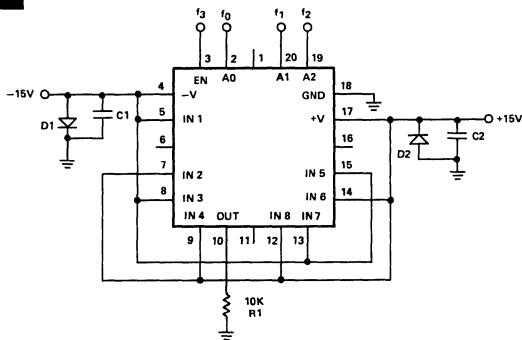 f3 f0 f1 f2
3 2 1 20 19
EN A0 A1 A2
-15V 4 -V GND 18
5 IN 1 +V 17 +15V
D1 C1 D2 C2
6 16
7 IN 2 IN 5 15
8 IN 3 IN 6 14
IN 4 OUT IN 8 IN 7
9 10 11 12 13
10K
R1